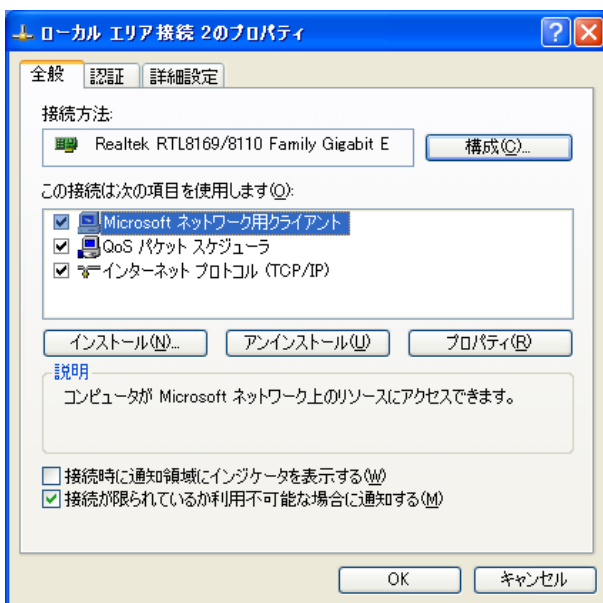 ローカル エリア接続 2のプロパティ
全般 認証 詳細設定
接続方法:
Realtek RTL8169/8110 Family Gigabit E
構成(C)...
この接続は次の項目を使用します(O):
Microsoft ネットワーク用クライアント
QoS パケット スケジューラ
インターネット プロトコル (TCP/IP)
インストール(N)... アンインストール(U) プロパティ(R)
説明
コンピュータが Microsoft ネットワーク上のリソースにアクセスできます。
接続時に通知領域にインジケータを表示する(W)
接続が限られているか利用不可能な場合に通知する(M)
OK キャンセル